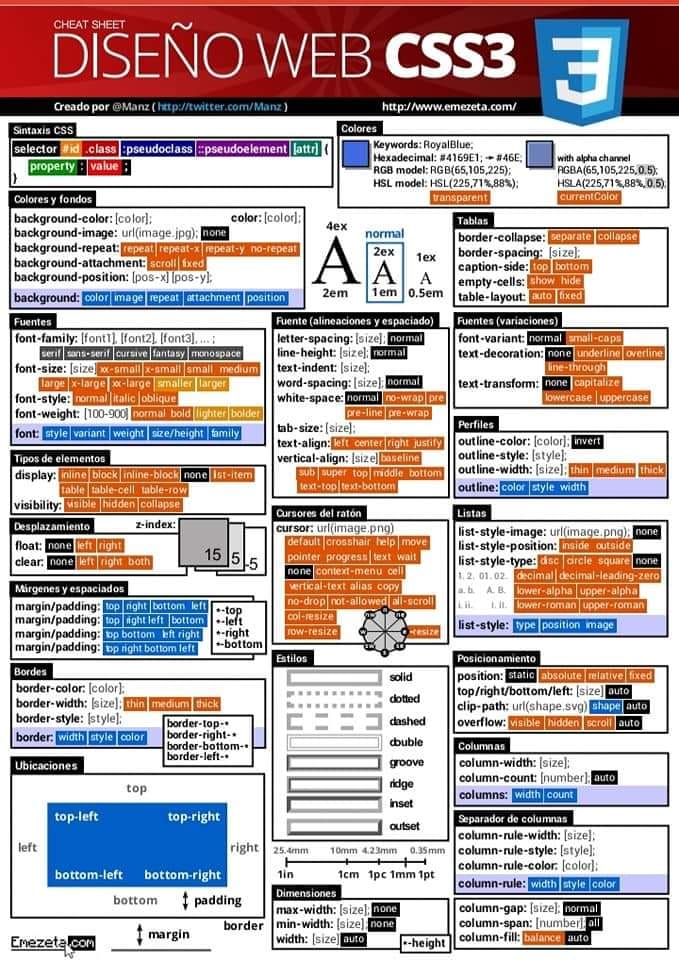 CHEAT SHEET
DISEÑO WEB CSS3
3
Creado por @Manz ( http://twitter.com/Manz )
http://www.emezeta.com/
Sintaxis CSS
selector #id .class :pseudoclass ::pseudoelement [attr] {
property : value ;
}
Colores
Keywords: RoyalBlue;
Hexadecimal: #4169E1; → #46E;
RGB model: RGB(65,105,225);
HSL model: HSL(225,71%,88%);
transparent
with alpha channel
RGBA(65,105,225,0.5);
HSLA(225,71%,88%,0.5);
currentColor
Colores y fondos
background-color: [color]; color: [color];
background-image: url(image.jpg); none
background-repeat: repeat repeat-x repeat-y no-repeat
background-attachment: scroll fixed
background-position: [pos-x] [pos-y];
background: color image repeat attachment position
4ex
A
2em
normal
2ex
A
1em
1ex
A
0.5em
Tablas
border-collapse: separate collapse
border-spacing: [size];
caption-side: top bottom
empty-cells: show hide
table-layout: auto fixed
Fuentes
font-family: [font1], [font2], [font3], ... ;
serif sans-serif cursive fantasy monospace
font-size: [size] xx-small x-small small medium
large x-large xx-large smaller larger
font-style: normal italic oblique
font-weight: [100-900] normal bold lighter bolder
font: style variant weight size/height family
Fuente (alineaciones y espaciado)
letter-spacing: [size]; normal
line-height: [size]; normal
text-indent: [size];
word-spacing: [size]; normal
white-space: normal no-wrap pre
pre-line pre-wrap
tab-size: [size];
text-align: left center right justify
vertical-align: [size] baseline
sub super top middle bottom
text-top text-bottom
Fuentes (variaciones)
font-variant: normal small-caps
text-decoration: none underline overline
line-through
text-transform: none capitalize
lowercase uppercase
Perfiles
outline-color: [color]; invert
outline-style: [style];
outline-width: [size]; thin medium thick
outline: color style width
Tipos de elementos
display: inline block inline-block none list-item
table table-cell table-row
visibility: visible hidden collapse
Desplazamiento
z-index:
15 5 -5
float: none left right
clear: none left right both
Cursores del ratón
cursor: url(image.png)
default crosshair help move
pointer progress text wait
none context-menu cell
vertical-text alias copy
no-drop not-allowed all-scroll
col-resize
row-resize
-resize
Listas
list-style-image: url(image.png); none
list-style-position: inside outside
list-style-type: disc circle square none
1. 2. 01. 02. decimal decimal-leading-zero
a. b. A. B. lower-alpha upper-alpha
i. ii. I. II. lower-roman upper-roman
list-style: type position image
Márgenes y espaciados
margin/padding: top right bottom left
margin/padding: top right left bottom
margin/padding: top bottom left right
margin/padding: top right bottom left
*-top
*-left
*-right
*-bottom
Bordes
border-color: [color];
border-width: [size]; thin medium thick
border-style: [style];
border: width style color
border-top-*
border-right-*
border-bottom-*
border-left-*
Estilos
solid
dotted
dashed
double
groove
ridge
inset
outset
25.4mm 10mm 4.23mm 0.35mm
1in 1cm 1pc 1mm 1pt
Posicionamiento
position: static absolute relative fixed
top/right/bottom/left: [size] auto
clip-path: url(shape.svg) shape auto
overflow: visible hidden scroll auto
Columnas
column-width: [size];
column-count: [number]; auto
columns: width count
Separador de columnas
column-rule-width: [size];
column-rule-style: [style];
column-rule-color: [color];
column-rule: width style color
column-gap: [size]; normal
column-span: [number]; all
column-fill: balance auto
Ubicaciones
top
top-left top-right
left right
bottom-left bottom-right
bottom
padding
border
margin
Dimensiones
max-width: [size]; none
min-width: [size]; none
width: [size] auto
*-height
Emezeta.com